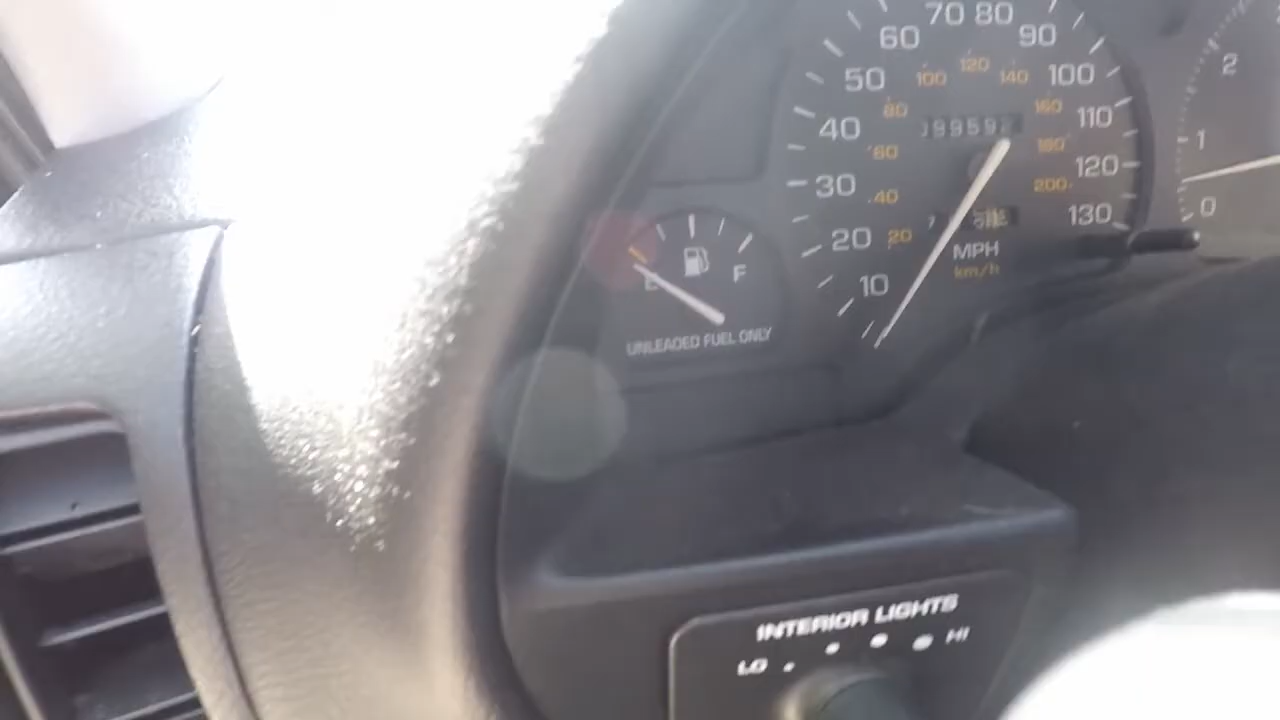 70 80
60 90
50 100 120 140 100
40 80 160 110
60 180 120
30 40 200
20 20 130
10 MPH
km/h
2
1
0
E F
UNLEADED FUEL ONLY
INTERIOR LIGHTS
LO HI